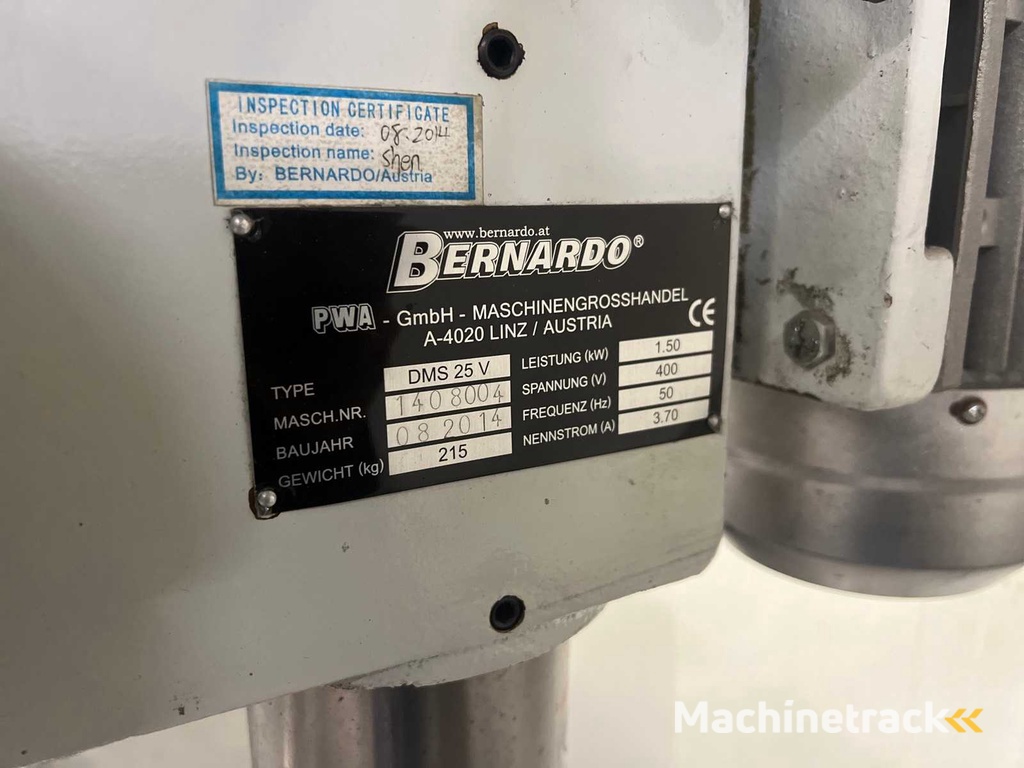 INSPECTION CERTIFICATE
Inspection date: 08.2014
Inspection name: Shen
By: BERNARDO/Austria
www.bernardo.at
BERNARDO®
PWA - GmbH - MASCHINENGROSSHANDEL
A-4020 LINZ / AUSTRIA
CE
TYPE DMS 25 V
MASCH.NR. 1408004
BAUJAHR 08 2014
GEWICHT (kg) 215
LEISTUNG (kW) 1.50
SPANNUNG (V) 400
FREQUENZ (Hz) 50
NENNSTROM (A) 3.70
Machinetrack